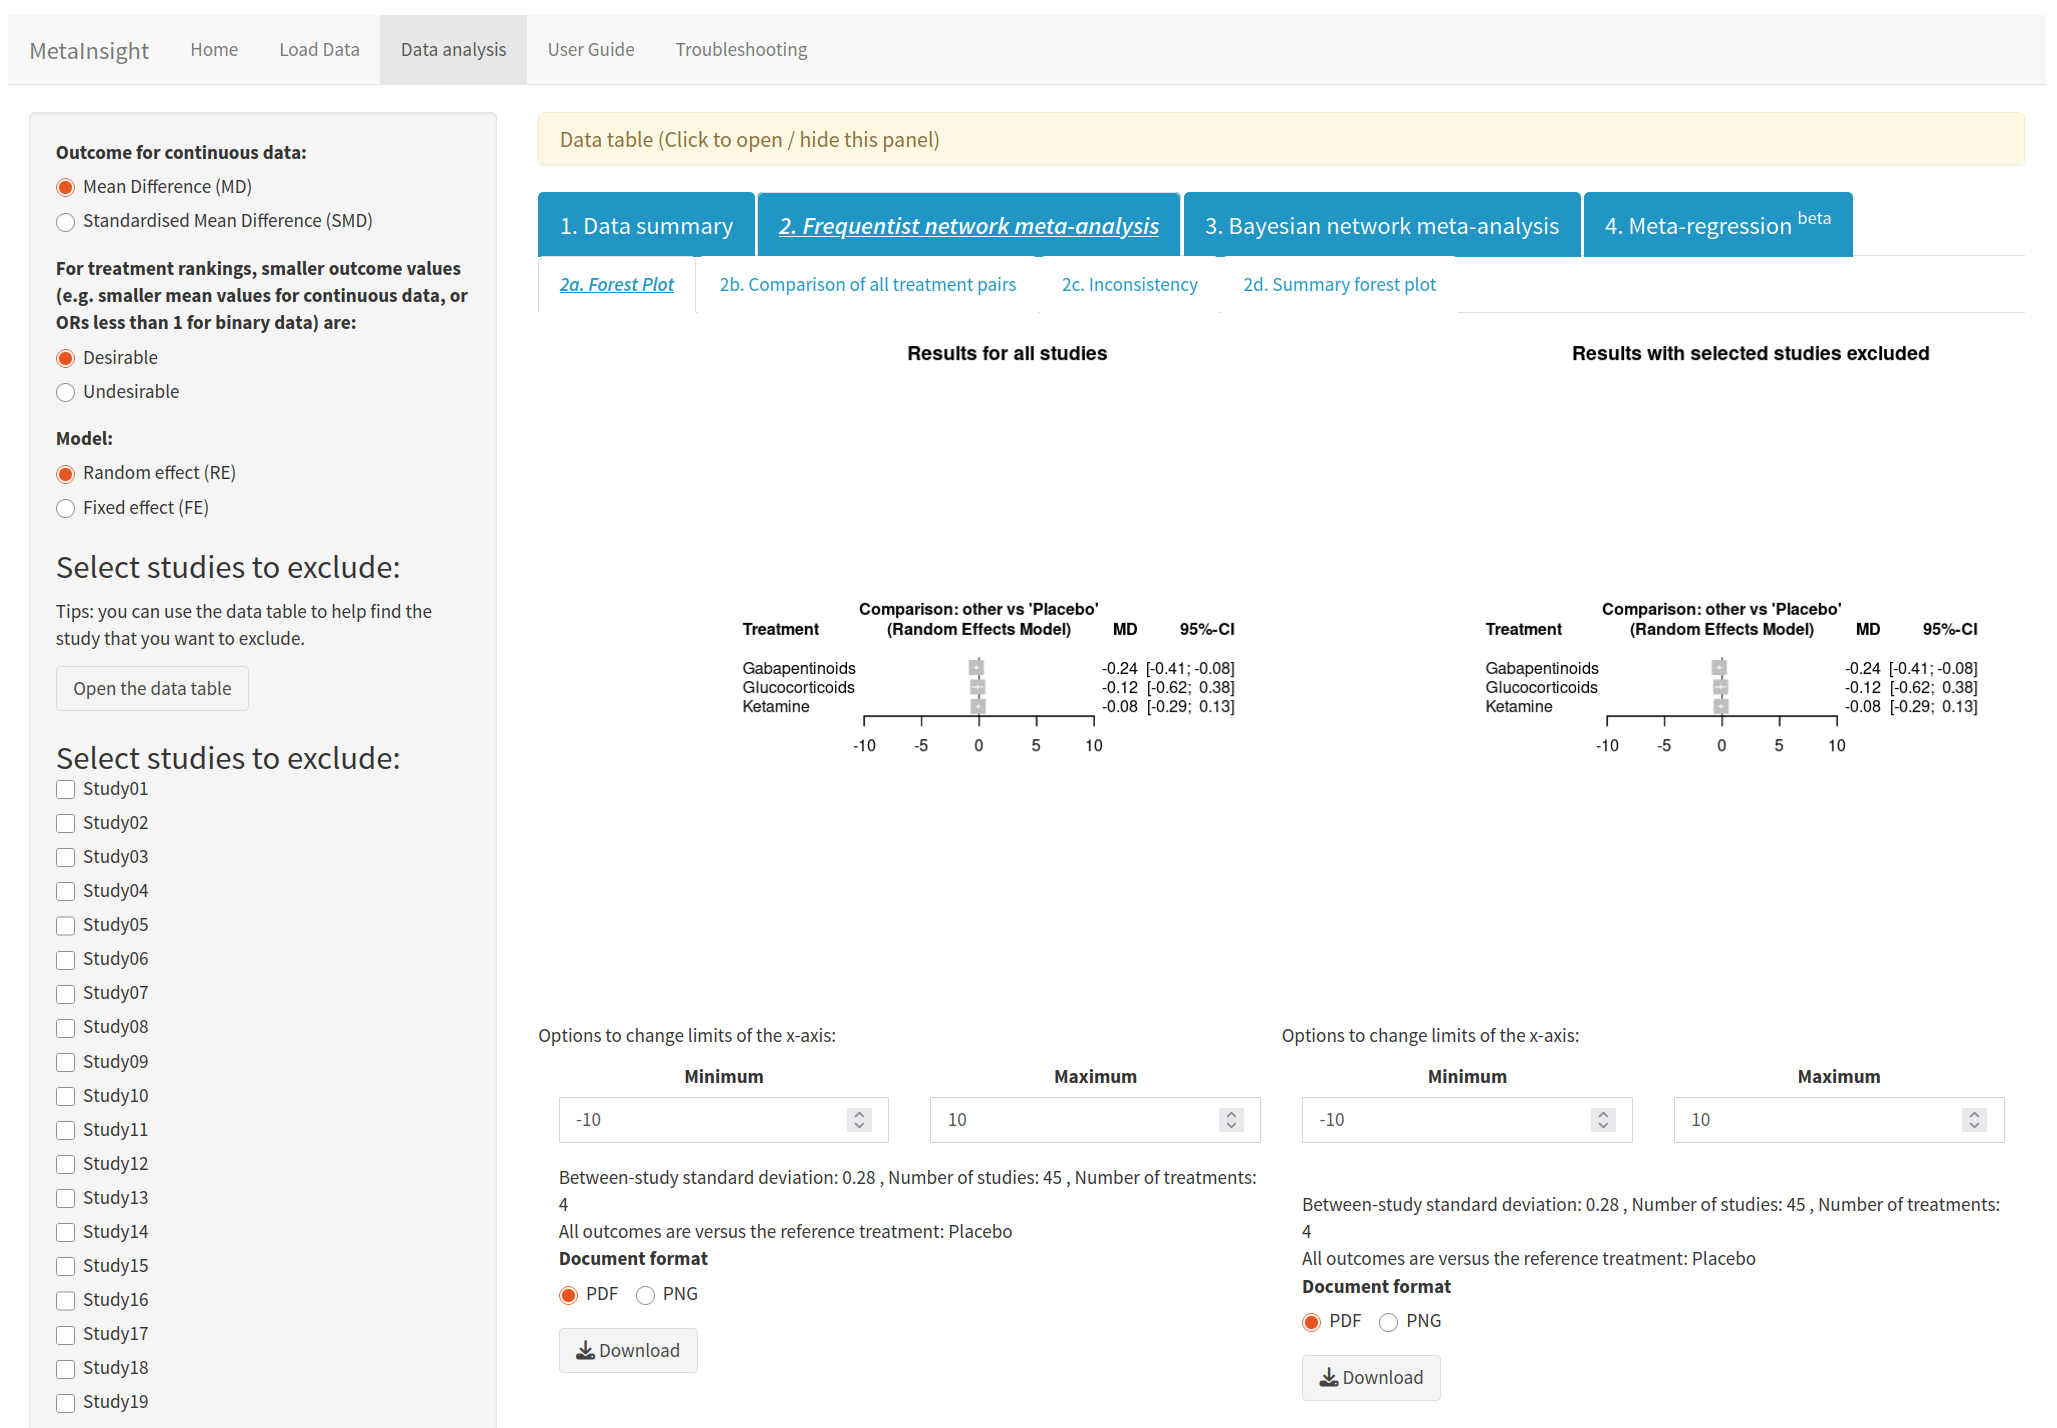 MetaInsight Home Load Data Data analysis User Guide Troubleshooting
Outcome for continuous data:
Mean Difference (MD)
Standardised Mean Difference (SMD)
For treatment rankings, smaller outcome values
(e.g. smaller mean values for continuous data, or
ORs less than 1 for binary data) are:
Desirable
Undesirable
Model:
Random effect (RE)
Fixed effect (FE)
Select studies to exclude:
Tips: you can use the data table to help find the
study that you want to exclude.
Open the data table
Select studies to exclude:
Study01
Study02
Study03
Study04
Study05
Study06
Study07
Study08
Study09
Study10
Study11
Study12
Study13
Study14
Study15
Study16
Study17
Study18
Study19
Data table (Click to open / hide this panel)
1. Data summary 2. Frequentist network meta-analysis 3. Bayesian network meta-analysis 4. Meta-regression beta
2a. Forest Plot 2b. Comparison of all treatment pairs 2c. Inconsistency 2d. Summary forest plot
Results for all studies
Comparison: other vs 'Placebo'
Treatment (Random Effects Model) MD 95%-CI
Gabapentinoids -0.24 [-0.41; -0.08]
Glucocorticoids -0.12 [-0.62; 0.38]
Ketamine -0.08 [-0.29; 0.13]
-10 -5 0 5 10
Options to change limits of the x-axis:
Minimum Maximum
-10 10
Between-study standard deviation: 0.28 , Number of studies: 45 , Number of treatments:
4
All outcomes are versus the reference treatment: Placebo
Document format
PDF PNG
Download
Results with selected studies excluded
Comparison: other vs 'Placebo'
Treatment (Random Effects Model) MD 95%-CI
Gabapentinoids -0.24 [-0.41; -0.08]
Glucocorticoids -0.12 [-0.62; 0.38]
Ketamine -0.08 [-0.29; 0.13]
-10 -5 0 5 10
Options to change limits of the x-axis:
Minimum Maximum
-10 10
Between-study standard deviation: 0.28 , Number of studies: 45 , Number of treatments:
4
All outcomes are versus the reference treatment: Placebo
Document format
PDF PNG
Download